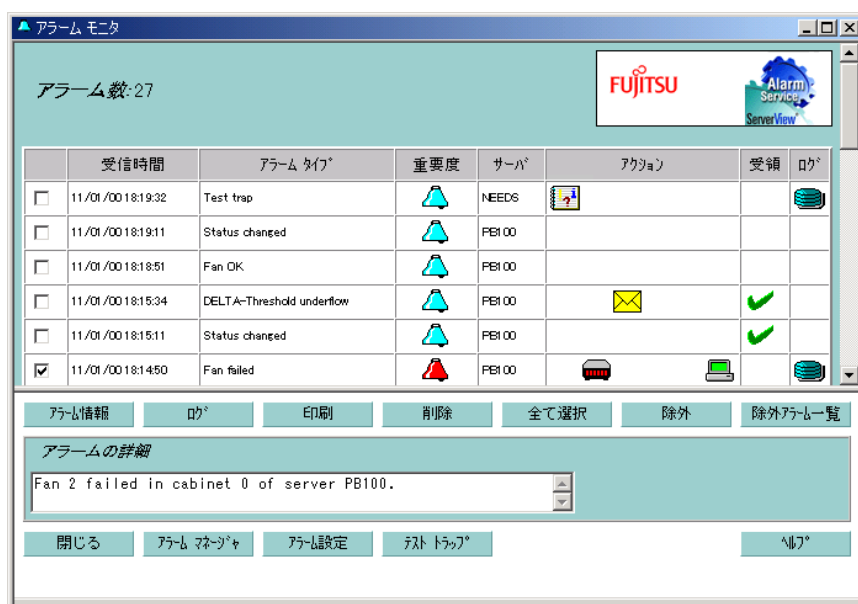 アラーム モニタ
アラーム数:27
FUJITSU
Alarm
Service
ServerView
受信時間 アラーム タイプ 重要度 サーバ アクション 受領 ログ
11/01/00 18:19:32 Test trap NEEDS
11/01/00 18:19:11 Status changed PB100
11/01/00 18:18:51 Fan OK PB100
11/01/00 18:15:34 DELTA-Threshold underflow PB100
11/01/00 18:15:11 Status changed PB100
11/01/00 18:14:50 Fan failed PB100
アラーム情報 ログ 印刷 削除 全て選択 除外 除外アラーム一覧
アラームの詳細
Fan 2 failed in cabinet 0 of server PB100.
閉じる アラーム マネージャ アラーム設定 テスト トラップ ヘルプ